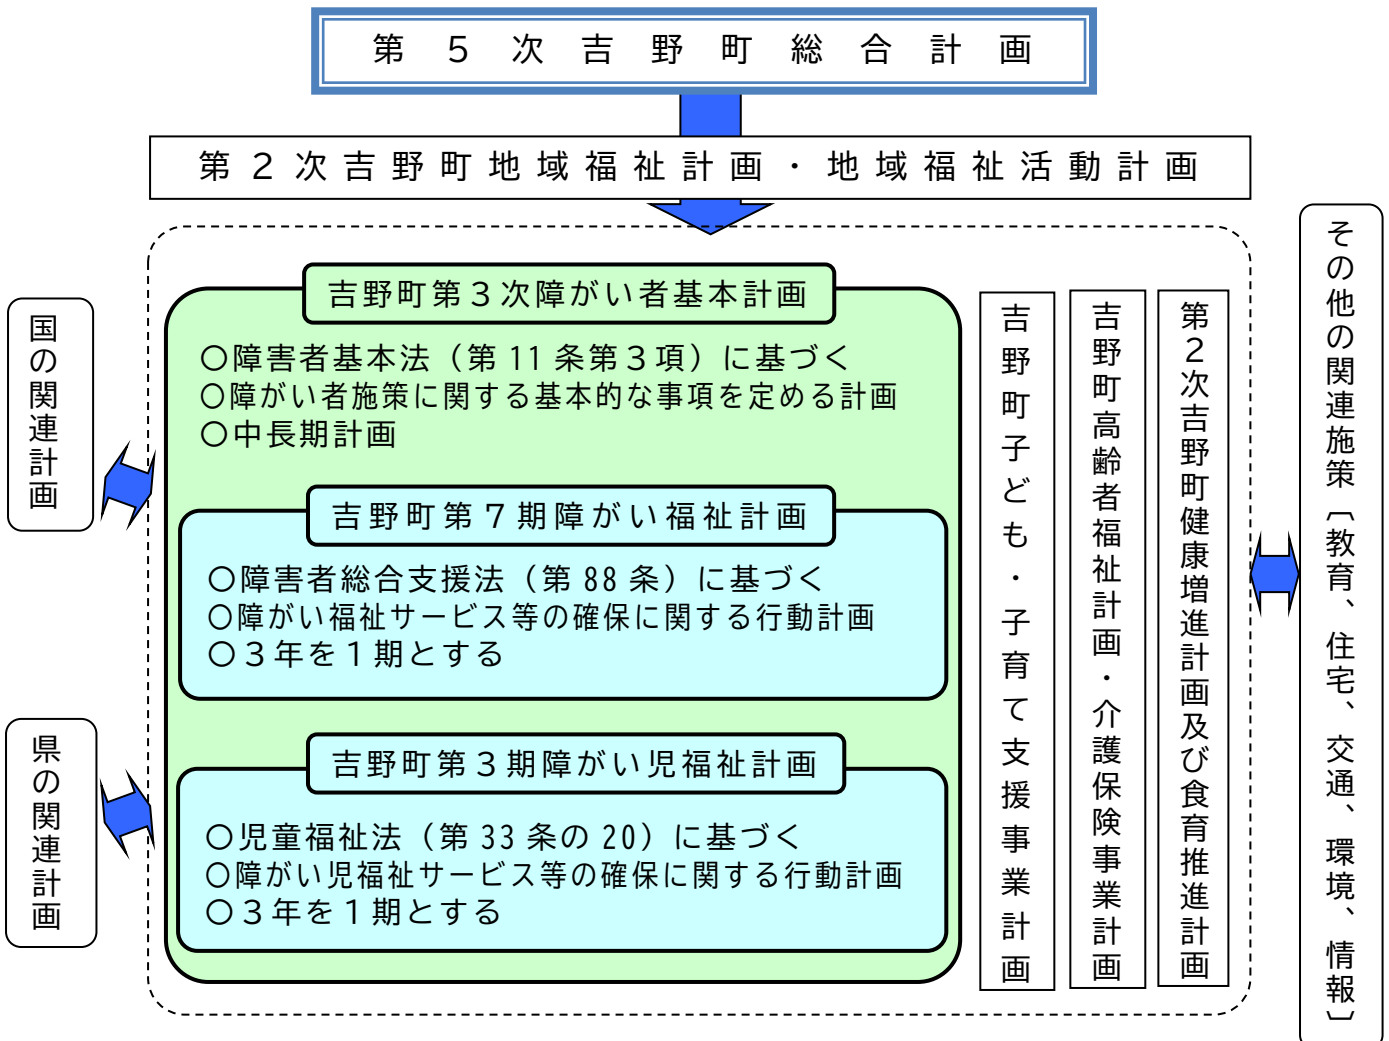 第５次吉野町総合計画
第２次吉野町地域福祉計画・地域福祉活動計画
国の関連計画
県の関連計画
吉野町第３次障がい者基本計画
〇障害者基本法（第 11 条第３項）に基づく
〇障がい者施策に関する基本的な事項を定める計画
〇中長期計画
吉野町第７期障がい福祉計画
〇障害者総合支援法（第 88 条）に基づく
〇障がい福祉サービス等の確保に関する行動計画
〇３年を１期とする
吉野町第３期障がい児福祉計画
〇児童福祉法（第 33 条の 20）に基づく
〇障がい児福祉サービス等の確保に関する行動計画
〇３年を１期とする
吉野町子ども・子育て支援事業計画
吉野町高齢者福祉計画・介護保険事業計画
第２次吉野町健康増進計画及び食育推進計画
その他の関連施策〔教育、住宅、交通、環境、情報〕